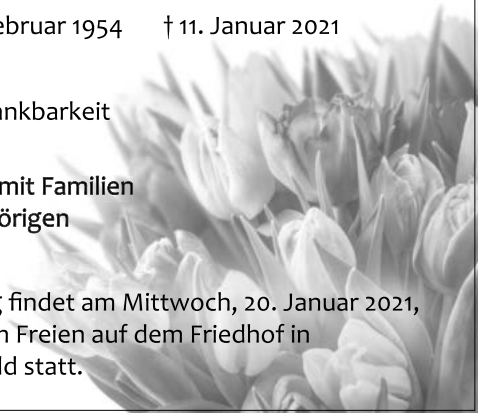 ebruar 1954 † 11. Januar 2021
ankbarkeit
mit Familien
örigen
g findet am Mittwoch, 20. Januar 2021,
n Freien auf dem Friedhof in
ld statt.